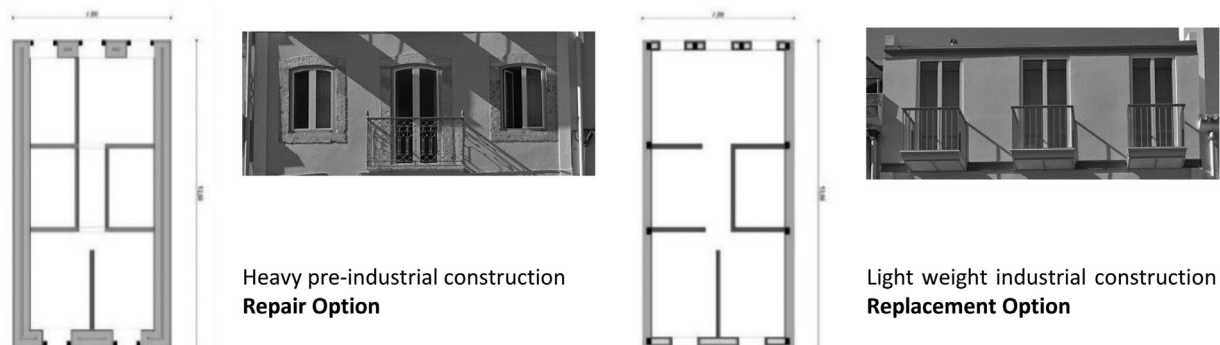 Heavy pre-industrial construction
Repair Option
Light weight industrial construction
Replacement Option